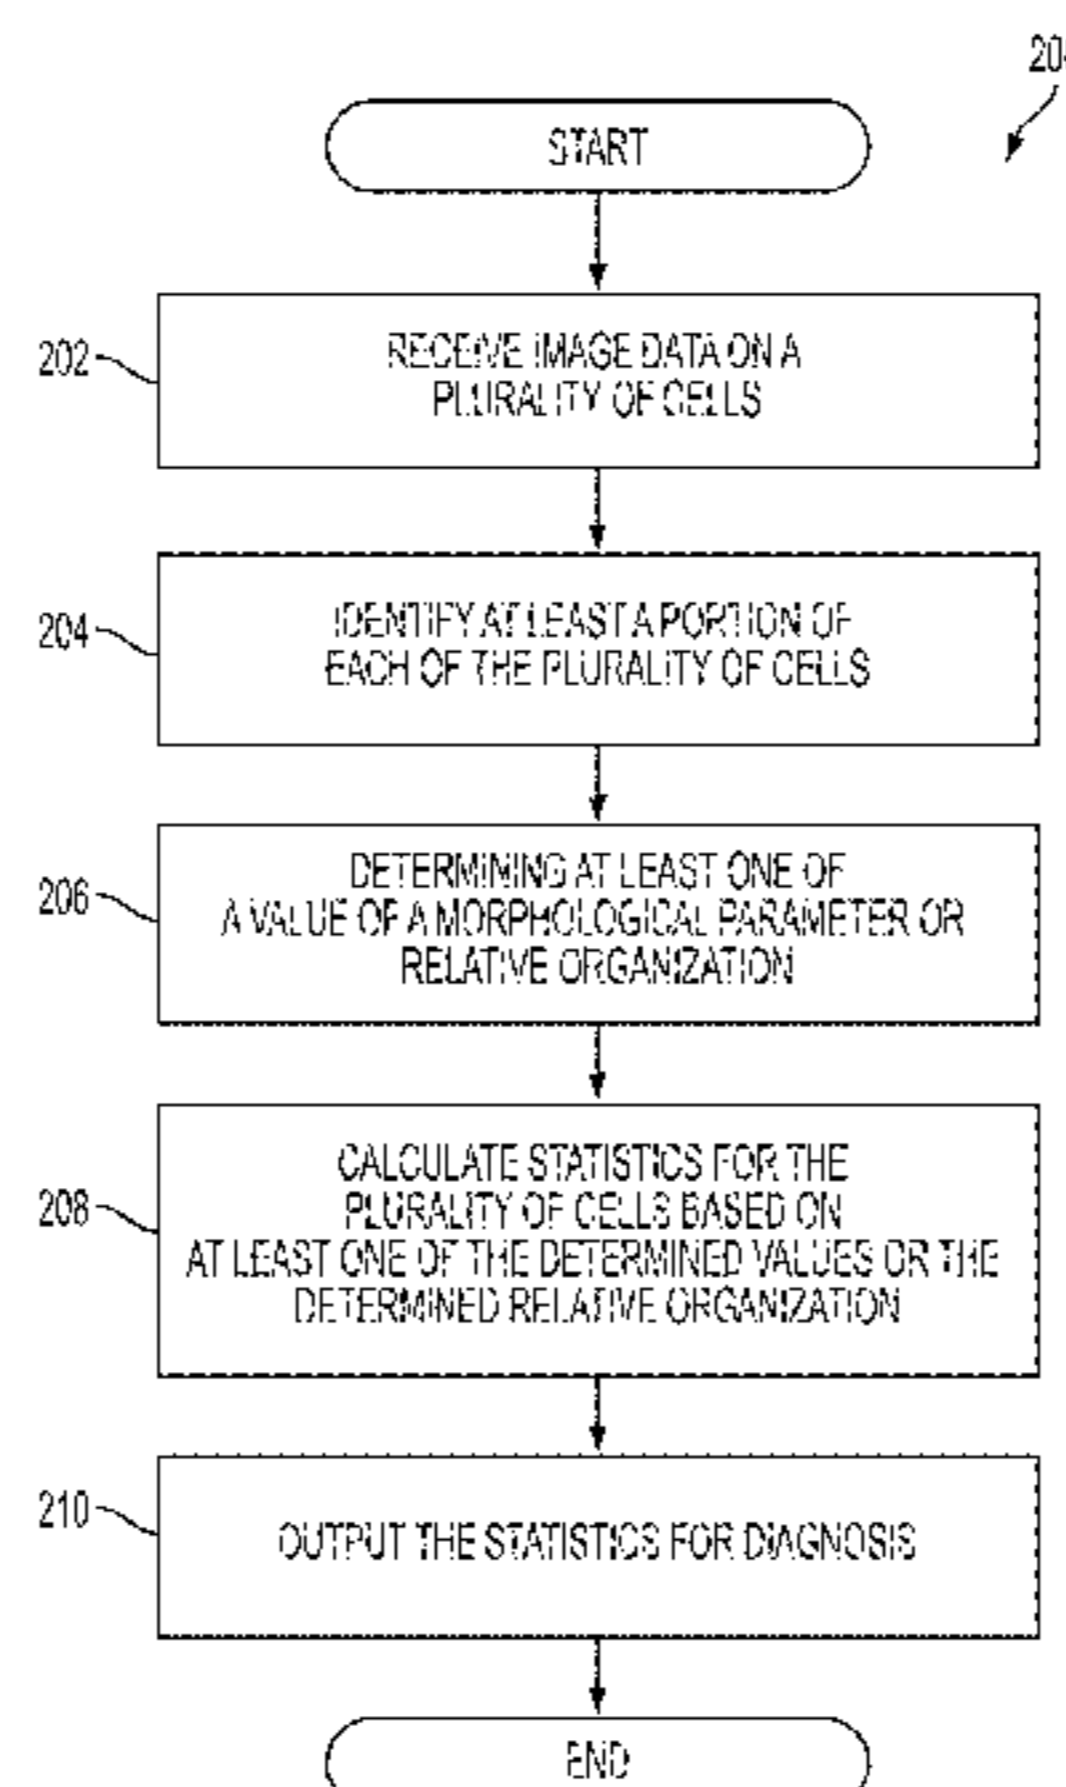 START
202
RECEIVE IMAGE DATA ON A
PLURALITY OF CELLS
204
IDENTIFY AT LEAST A PORTION OF
EACH OF THE PLURALITY OF CELLS
206
DETERMINING AT LEAST ONE OF
A VALUE OF A MORPHOLOGICAL PARAMETER OR
RELATIVE ORGANIZATION
208
CALCULATE STATISTICS FOR THE
PLURALITY OF CELLS BASED ON
AT LEAST ONE OF THE DETERMINED VALUES OR THE
DETERMINED RELATIVE ORGANIZATION
210
OUTPUT THE STATISTICS FOR DIAGNOSIS
END